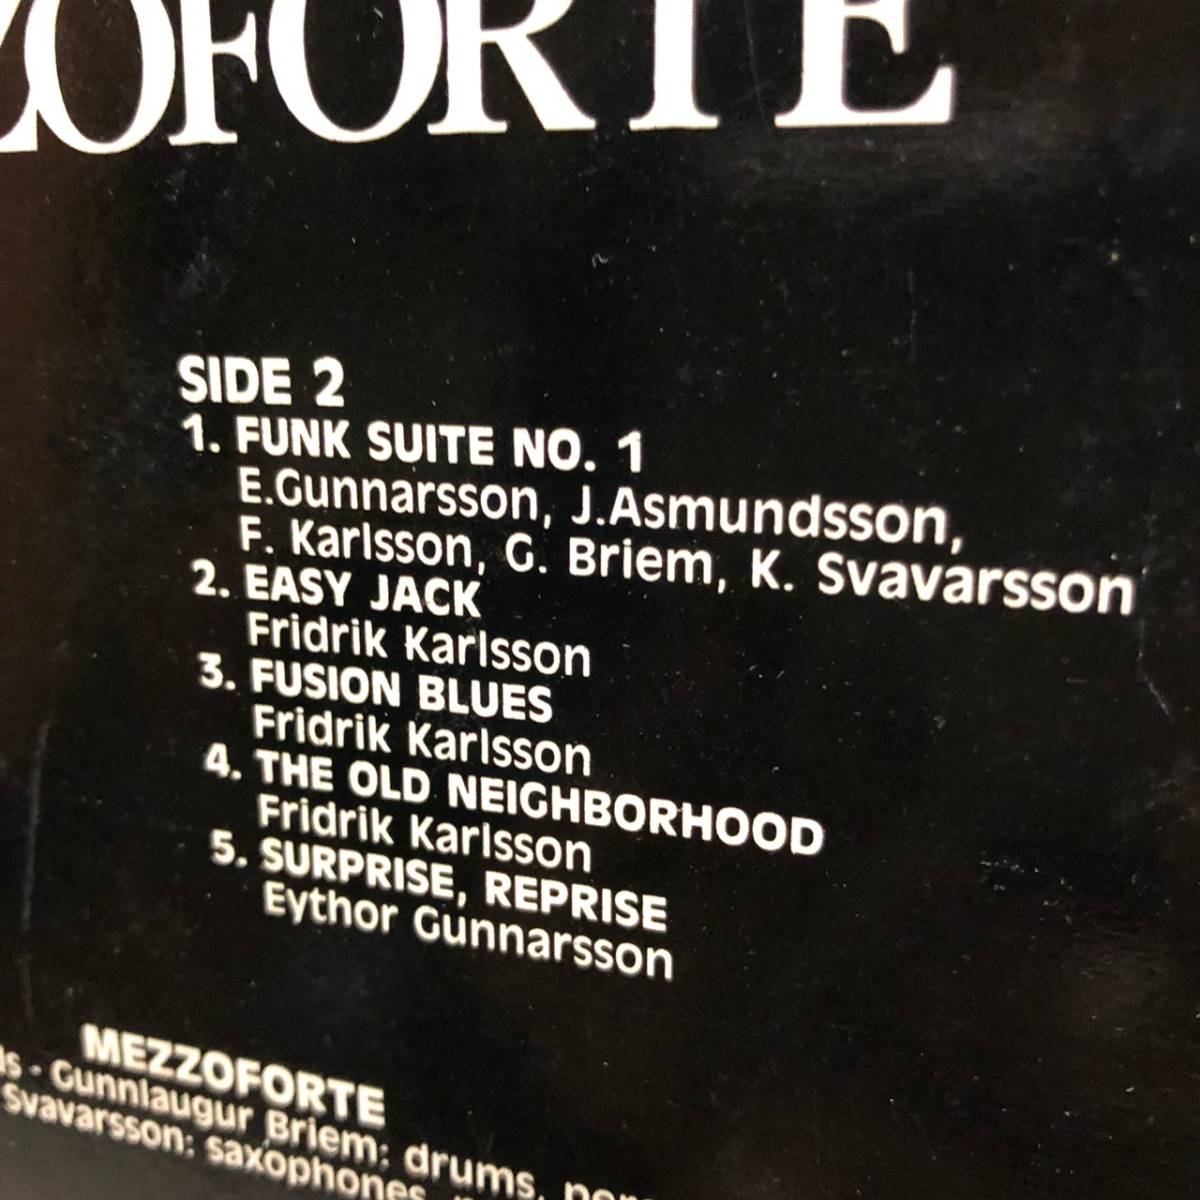 ZOFORTE
SIDE 2
1. FUNK SUITE NO. 1
E.Gunnarsson, J.Asmundsson,
F. Karlsson, G. Briem, K. Svavarsson
2. EASY JACK
Fridrik Karlsson
3. FUSION BLUES
Fridrik Karlsson
4. THE OLD NEIGHBORHOOD
Fridrik Karlsson
5. SURPRISE, REPRISE
Eythor Gunnarsson
MEZZOFORTE
ls - Gunnlaugur Briem: drums,
Svavarsson: saxophones,